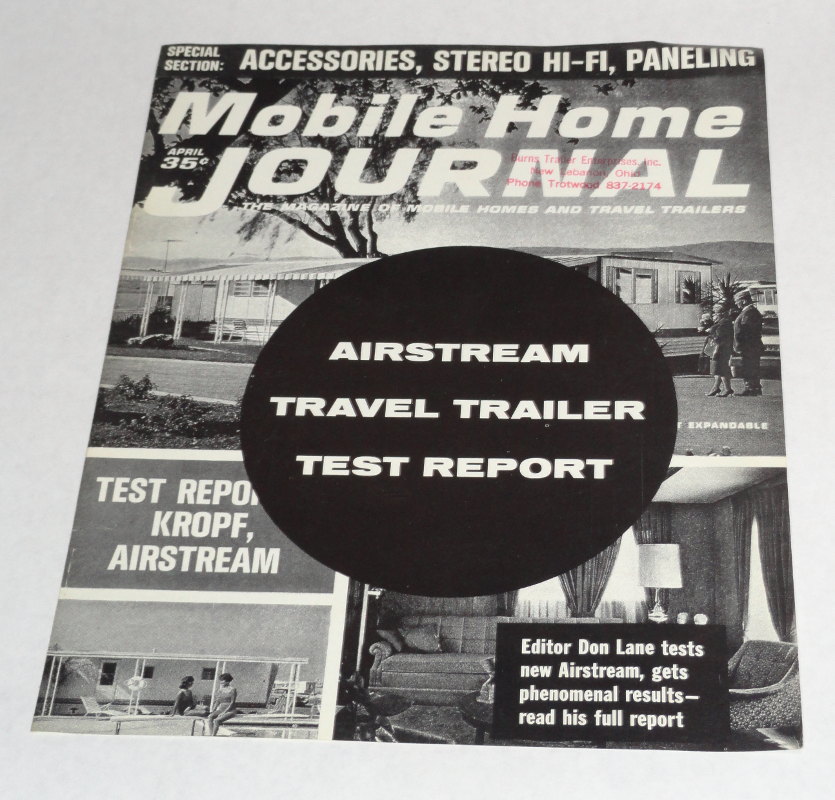 SPECIAL
SECTION:
ACCESSORIES, STEREO HI-FI, PANELING
Mobile Home
APRIL
35¢
JOURNAL
Burns Trailer Enterprises, Inc.
New Lebanon, Ohio
Phone Trotwood 837-2174
THE MAGAZINE OF MOBILE HOMES AND TRAVEL TRAILERS
AIRSTREAM
TRAVEL TRAILER
TEST REPORT
EXPANDABLE
TEST REPO
KROPF,
AIRSTREAM
Editor Don Lane tests
new Airstream, gets
phenomenal results—
read his full report